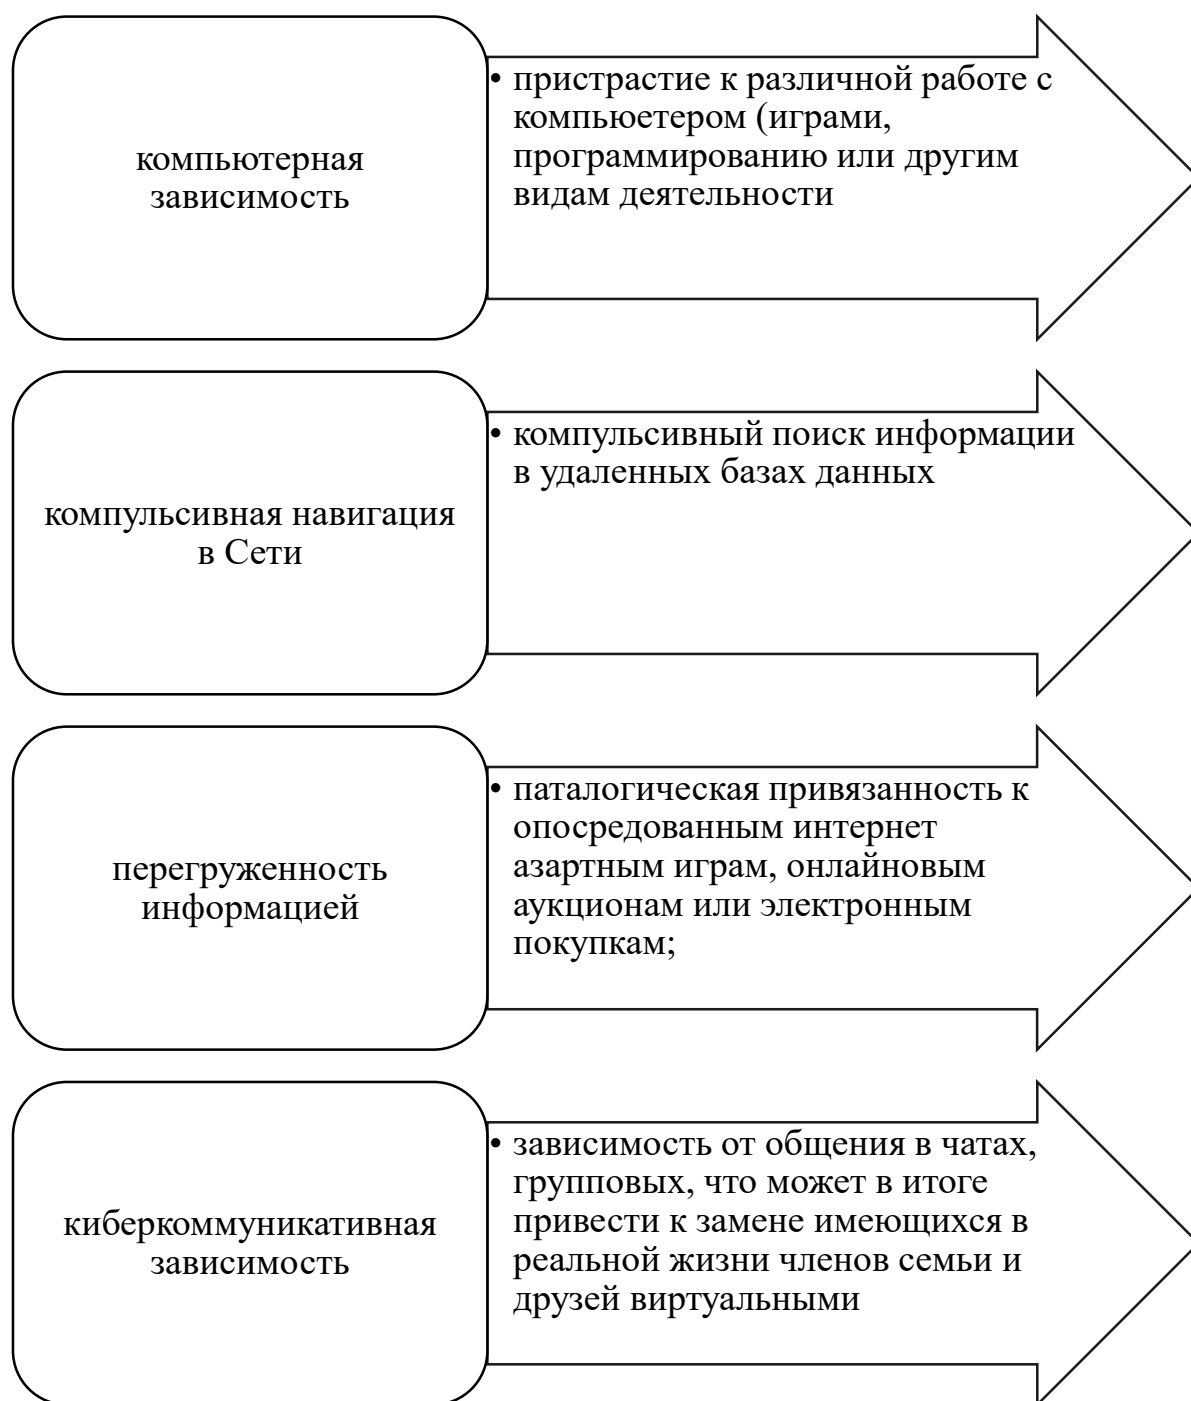 компьютерная
зависимость
• пристрастие к различной работе с
компьюетером (играми,
программированию или другим
видам деятельности
компульсивная навигация
в Сети
• компульсивный поиск информации
в удаленных базах данных
перегруженность
информацией
• паталогическая привязанность к
опосредованным интернет
азартным играм, онлайновым
аукционам или электронным
покупкам;
киберкоммуникативная
зависимость
• зависимость от общения в чатах,
групповых, что может в итоге
привести к замене имеющихся в
реальной жизни членов семьи и
друзей виртуальными